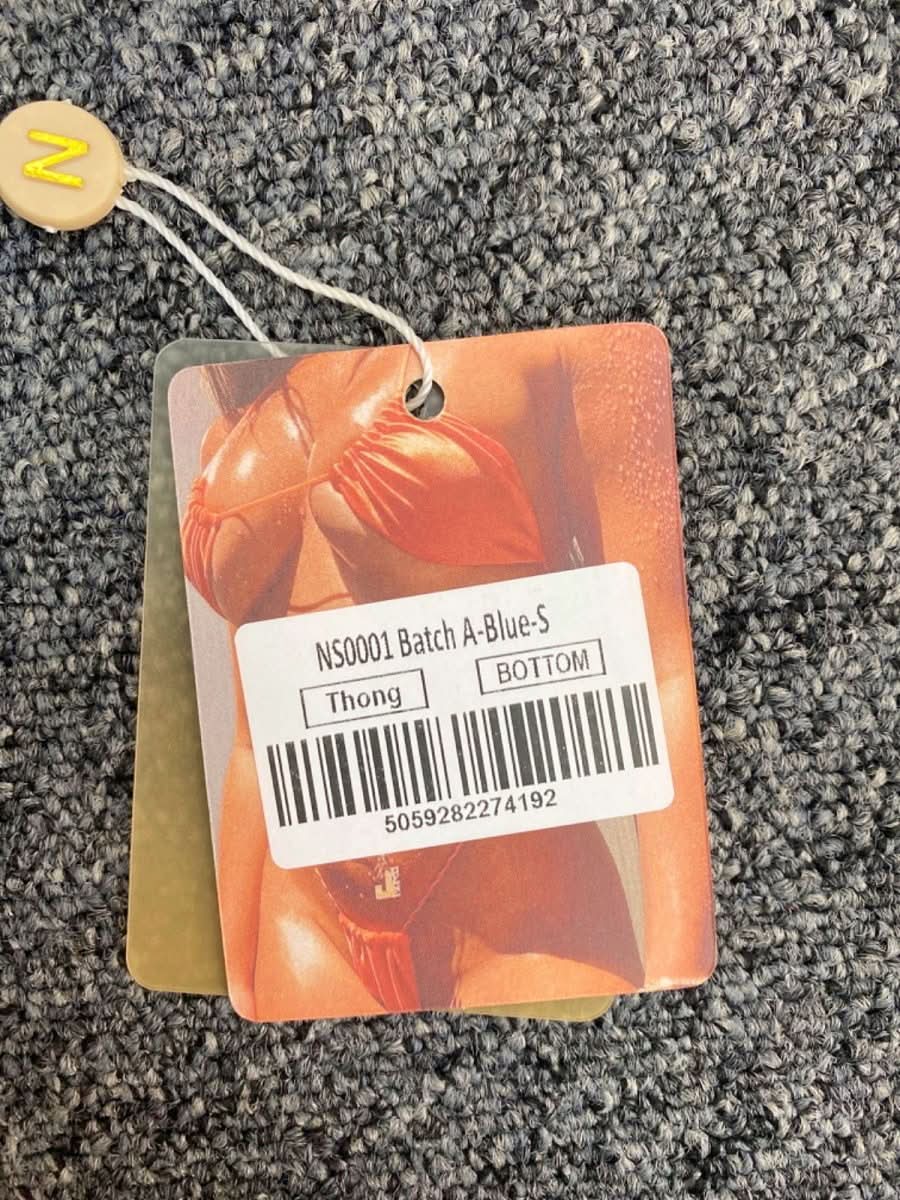 N
NS0001 Batch A-Blue-S
Thong BOTTOM
5059282274192